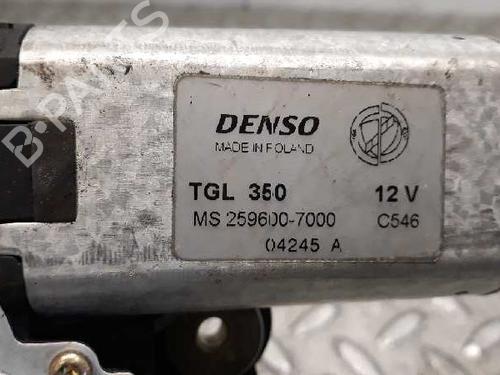 B-PARTS
DENSO
MADE IN POLAND
TGL 350 12 V
MS 259600-7000 C546
04245 A